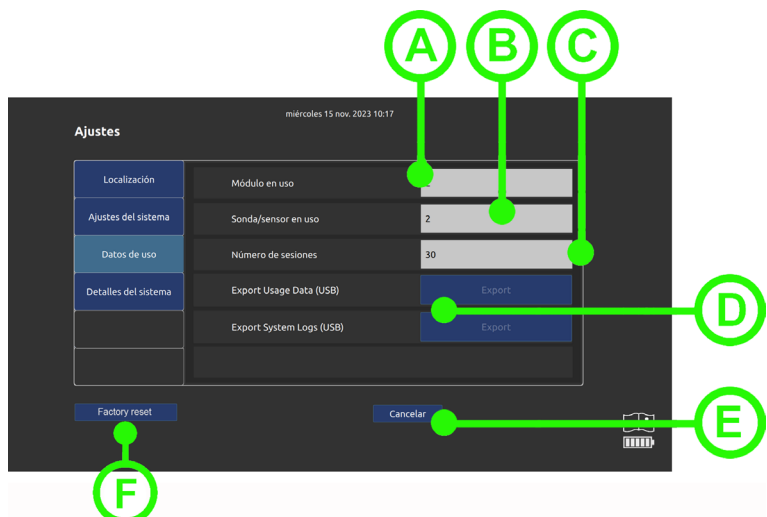 A B C
miércoles 15 nov. 2023 10:17
Ajustes
Localización
Módulo en uso
Ajustes del sistema
Sonda/sensor en uso
2
Datos de uso
Número de sesiones
30
Detalles del sistema
Export Usage Data (USB)
Export
D
Export System Logs (USB)
Export
Factory reset
Cancelar
E
F